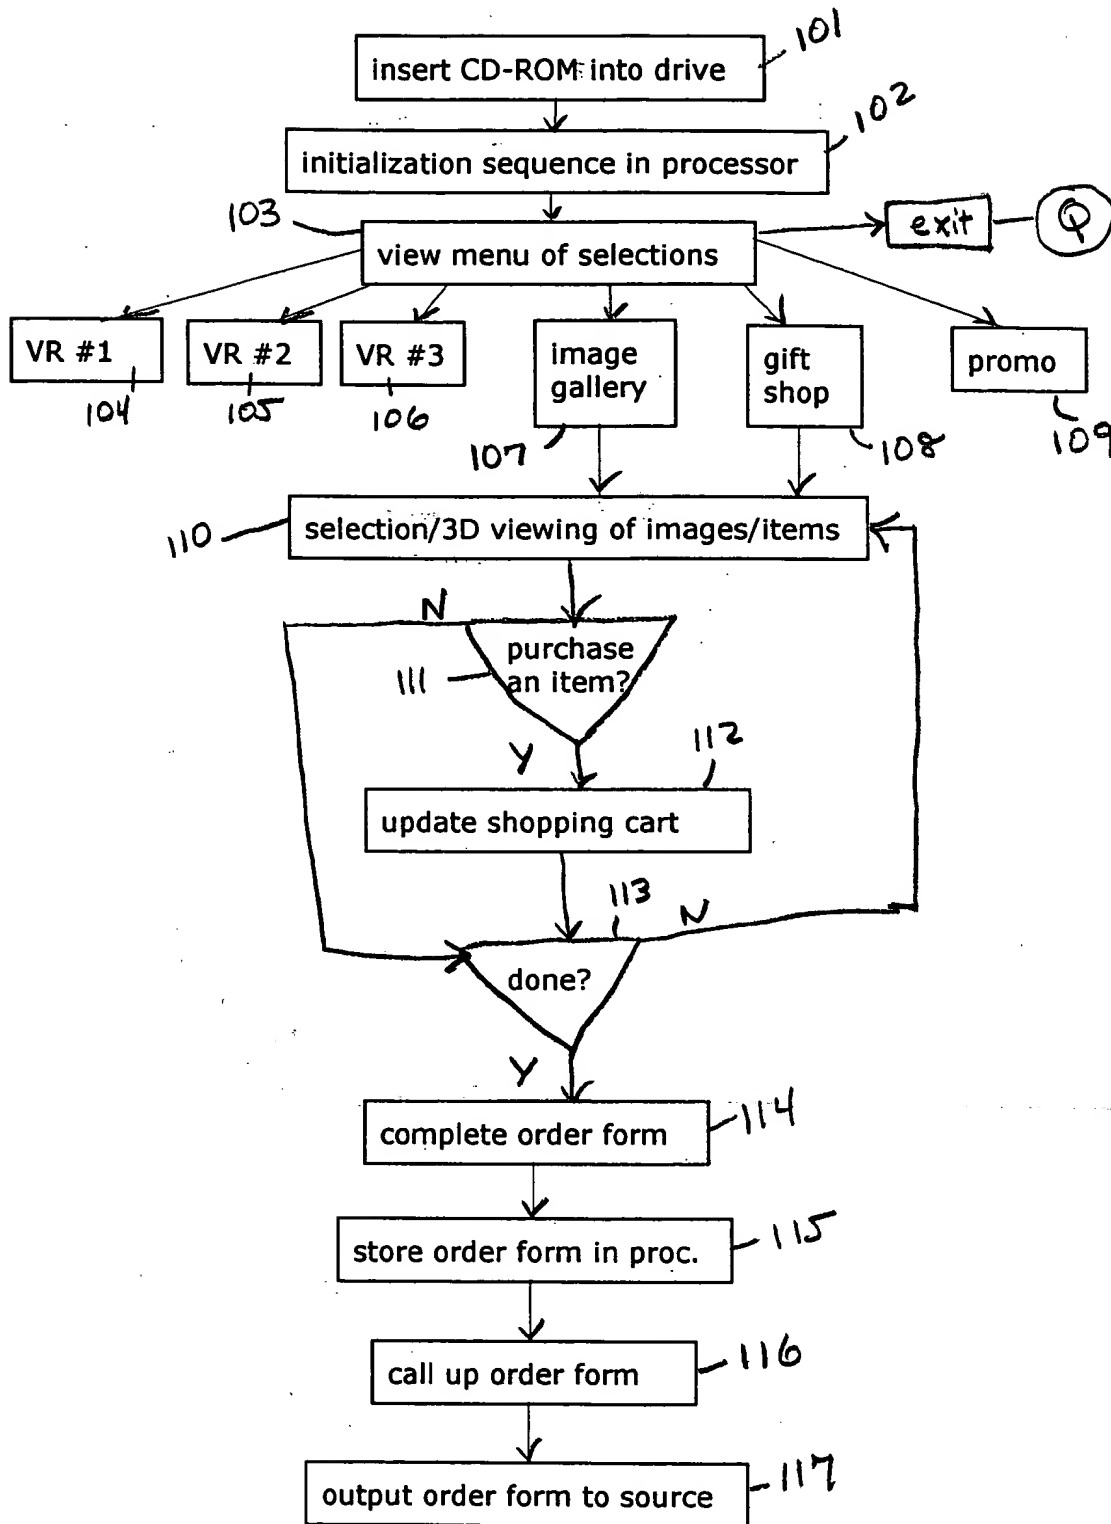 101
insert CD-ROM into drive
102
initialization sequence in processor
103
view menu of selections
exit
Q
VR #1
VR #2
VR #3
image
gallery
gift
shop
promo
104
105
106
107
108
109
110
selection/3D viewing of images/items
N
purchase
an item?
111
Y
112
update shopping cart
113
N
done?
Y
complete order form
114
store order form in proc.
115
call up order form
116
output order form to source
117